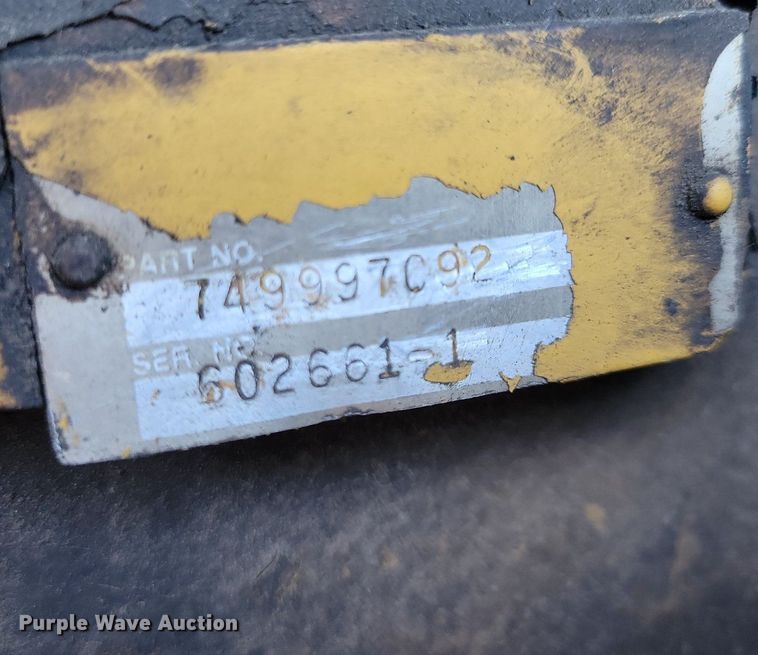 PART NO.
749997C92
SER. NO.
602661-1
Purple Wave Auction